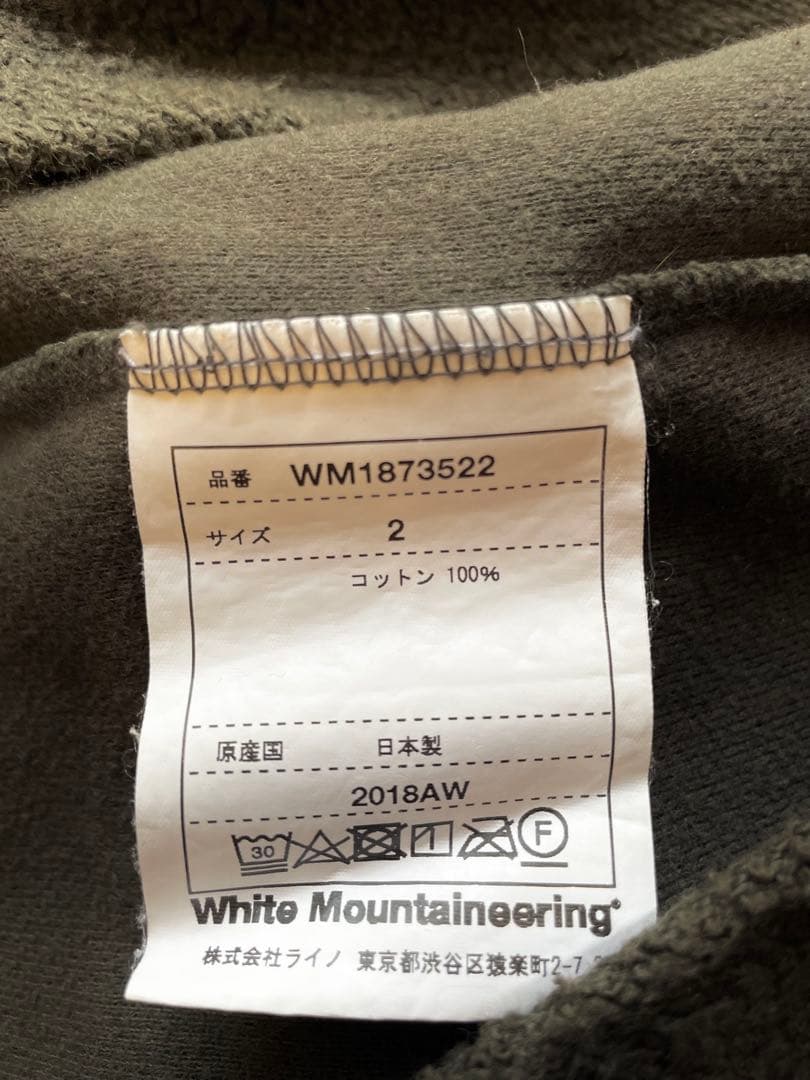 品番 WM1873522
サイズ 2
コットン 100%
原産国 日本製
2018AW
30 F
White Mountaineering
株式会社ライノ 東京都渋谷区猿楽町2-7